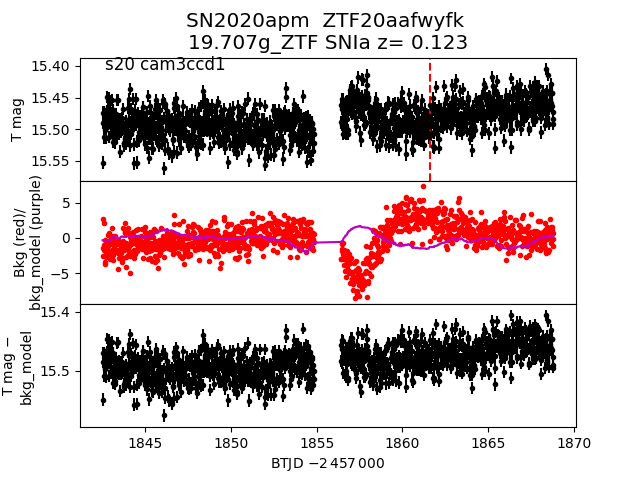 SN2020apm  ZTF20aafwyfk
19.707g_ZTF SNIa z= 0.123
s20 cam3ccd1
15.40
15.45
15.50
15.55
T mag
5
0
−5
Bkg (red)/
bkg_model (purple)
15.4
15.5
T mag −
bkg_model
1845
1850
1855
1860
1865
1870
BTJD −2 457 000